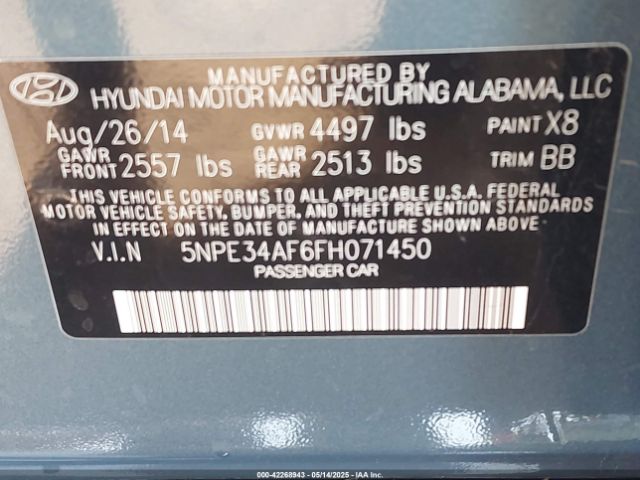 MANUFACTURED BY
HYUNDAI MOTOR MANUFACTURING ALABAMA, LLC
Aug/26/14 GVWR 4497 lbs PAINT X8
GAWR FRONT 2557 lbs GAWR REAR 2513 lbs TRIM BB
THIS VEHICLE CONFORMS TO ALL APPLICABLE U.S.A. FEDERAL
MOTOR VEHICLE SAFETY, BUMPER, AND THEFT PREVENTION STANDARDS
IN EFFECT ON THE DATE OF MANUFACTURE SHOWN ABOVE.
V.I.N 5NPE34AF6FH071450
PASSENGER CAR
000-42268943 - 05/14/2025 - IAA Inc. Copyright